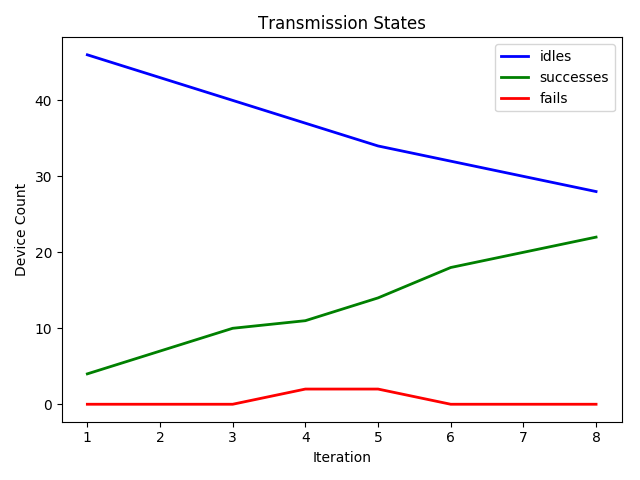 Transmission States
idles
successes
fails
Device Count
40
30
20
10
0
1 2 3 4 5 6 7 8
Iteration